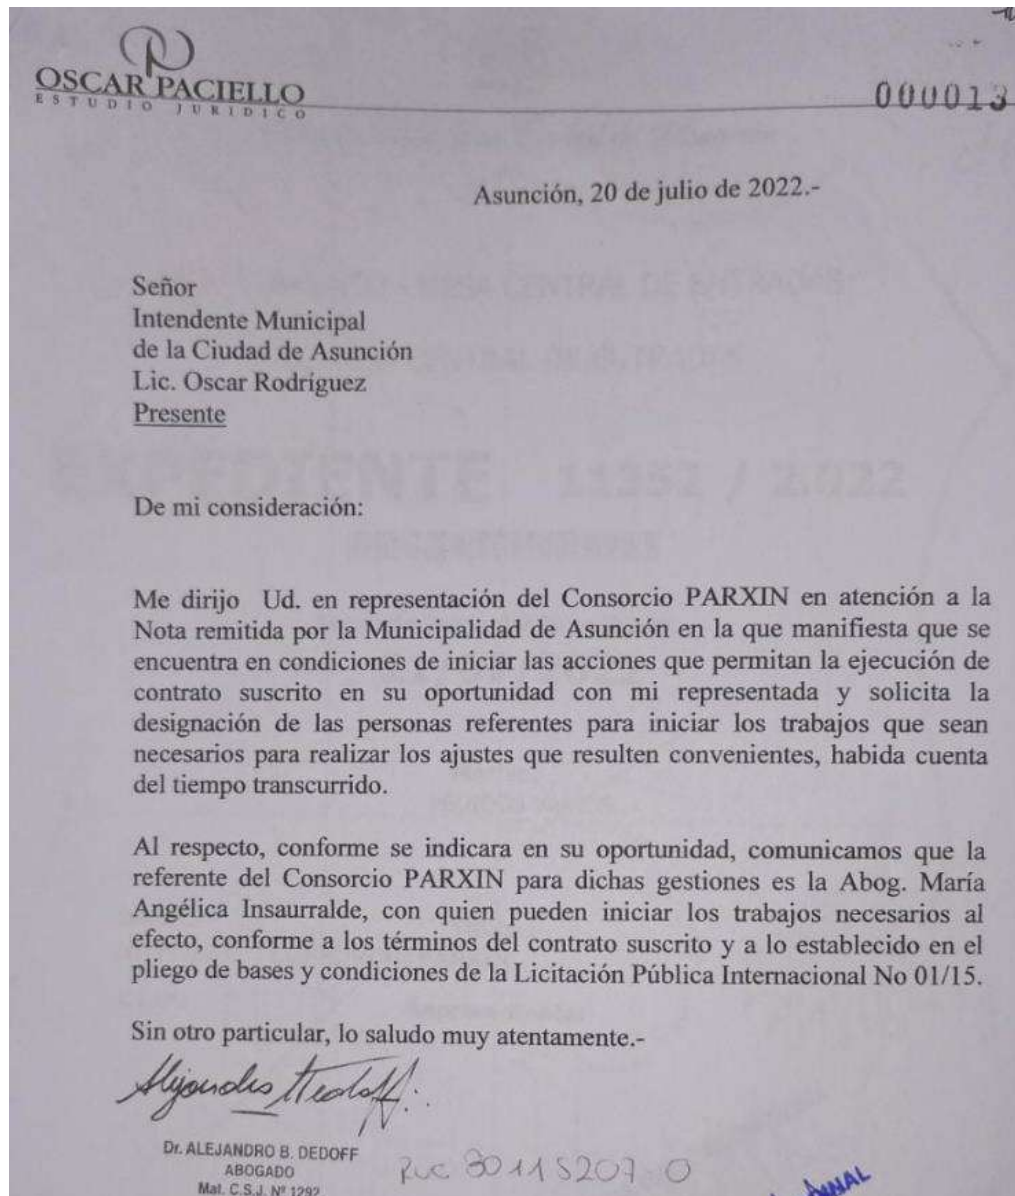 OSCAR PACIELLO
ESTUDIO JURIDICO
000013
Asunción, 20 de julio de 2022.-
Señor
Intendente Municipal
de la Ciudad de Asunción
Lic. Oscar Rodríguez
Presente
EXPEDIENTE 11352 / 2.022
De mi consideración:
Me dirijo Ud. en representación del Consorcio PARXIN en atención a la
Nota remitida por la Municipalidad de Asunción en la que manifiesta que se
encuentra en condiciones de iniciar las acciones que permitan la ejecución de
contrato suscrito en su oportunidad con mi representada y solicita la
designación de las personas referentes para iniciar los trabajos que sean
necesarios para realizar los ajustes que resulten convenientes, habida cuenta
del tiempo transcurrido.
Al respecto, conforme se indicara en su oportunidad, comunicamos que la
referente del Consorcio PARXIN para dichas gestiones es la Abog. María
Angélica Insaurralde, con quien pueden iniciar los trabajos necesarios al
efecto, conforme a los términos del contrato suscrito y a lo establecido en el
pliego de bases y condiciones de la Licitación Pública Internacional No 01/15.
Sin otro particular, lo saludo muy atentamente.-
Alejandro Dedoff
Dr. ALEJANDRO B. DEDOFF
ABOGADO
Mat. C.S.J. Nº 1292
RUC 80115207-0